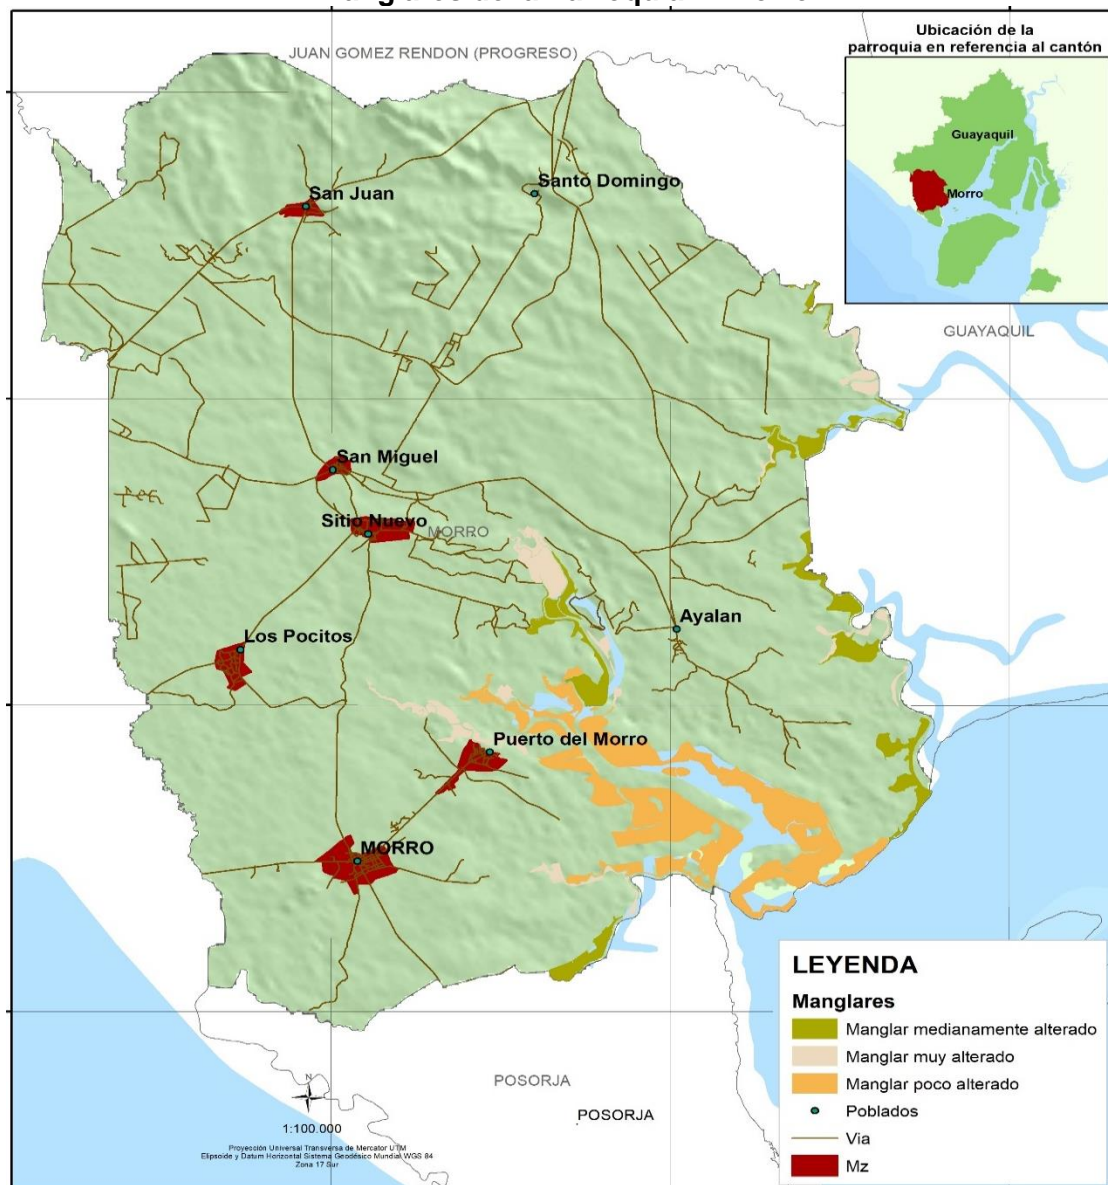 JUAN GOMEZ RENDON (PROGRESO)
Ubicación de la
parroquia en referencia al cantón
Guayaquil
Morro
San Juan
Santo Domingo
GUAYAQUIL
San Miguel
Sitio Nuevo
MORRO
Ayalan
Los Pocitos
Puerto del Morro
MORRO
LEYENDA
Manglares
Manglar medianamente alterado
Manglar muy alterado
Manglar poco alterado
Poblados
Via
Mz
POSORJA
POSORJA
N
1:100.000
Proyección Universal Transversa de Mercator UTM
Elipsoide y Datum Horizontal Sistema Geodésico Mundial WGS 84
Zona 17 Sur